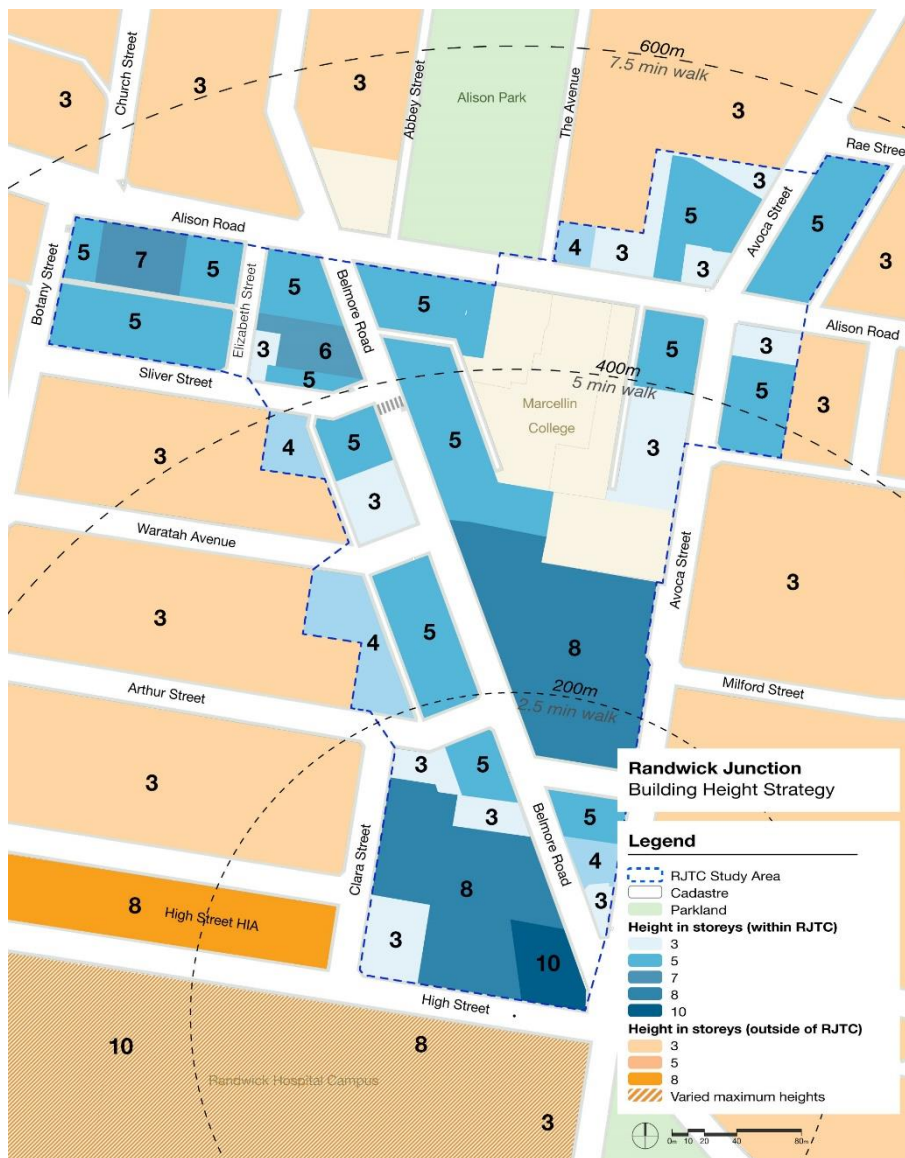 600m
7.5 min walk
Church Street
3
3
3
Abbey Street
Alison Park
The Avenue
3
Rae Stree
3
5
Avoca Street
5
3
4
3
3
Alison Road
5
7
5
5
Botany Street
Elizabeth Street
Belmore Road
5
5
3
6
5
Sliver Street
5
3
Alison Road
5
3
400m
5 min walk
Marcellin
College
3
4
5
3
5
3
Waratah Avenue
Avoca Street
3
3
4
5
8
Arthur Street
200m
2.5 min walk
Milford Street
3
3
5
3
Belmore Road
5
4
3
Clara Street
8
8
High Street HIA
3
10
High Street
10
8
Randwick Hospital Campus
3
Randwick Junction
Building Height Strategy
Legend
RJTC Study Area
Cadastre
Parkland
Height in storeys (within RJTC)
3
5
7
8
10
Height in storeys (outside of RJTC)
3
5
8
Varied maximum heights
0m 10 20 40 80m